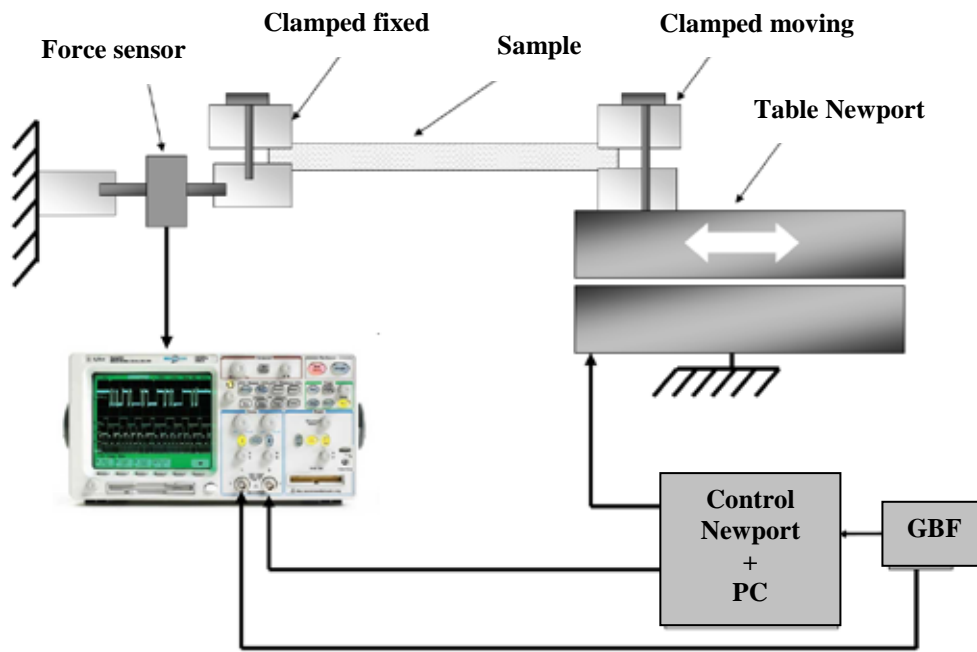 Clamped fixed
Clamped moving
Force sensor
Sample
Table Newport
Control
Newport
+
PC
GBF